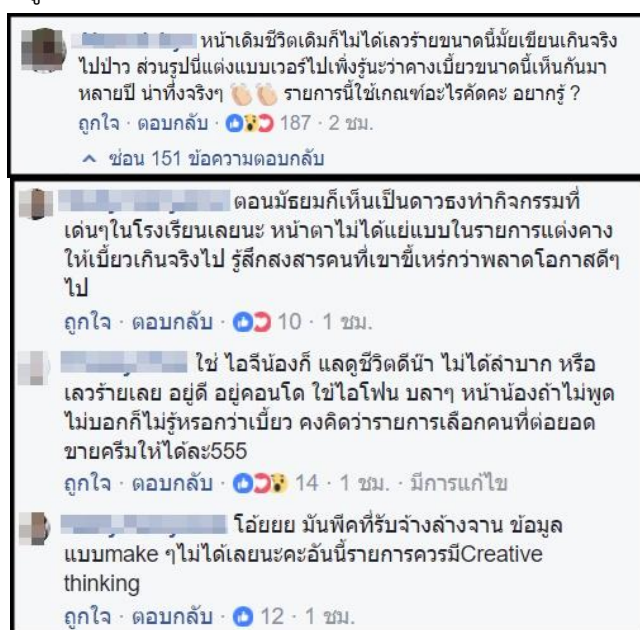 หน้าเดิมชีวิตเดิมก็ไม่ได้เลวร้ายขนาดนี้มั้ยเขียนเกินจริง
ไปป่าว ส่วนรูปนี่แต่งแบบเวอร์ไปเพิ่งรู้นะว่าคางเบี้ยวขนาดนี้เห็นกันมา
หลายปี น่าทึ่งจริงๆ 👏🏻👏🏻 รายการนี้ใช้เกณฑ์อะไรคัดคะ อยากรู้ ?
ถูกใจ · ตอบกลับ · 187 · 2 ชม.
ซ่อน 151 ข้อความตอบกลับ
ตอนมัธยมก็เห็นเป็นดาวธงทำกิจกรรมที่
เด่นๆในโรงเรียนเลยนะ หน้าตาไม่ได้แย่แบบในรายการแต่งคาง
ให้เบี้ยวเกินจริงไป รู้สึกสงสารคนที่เขาขี้เหร่กว่าพลาดโอกาสดีๆ
ไป
ถูกใจ · ตอบกลับ · 10 · 1 ชม.
ใช่ ไอจีน้องก็ แลดูชีวิตดีน๊า ไม่ได้ลำบาก หรือ
เลวร้ายเลย อยู่ดี อยู่คอนโด ใช้ไอโฟน บลาๆ หน้าน้องถ้าไม่พูด
ไม่บอกก็ไม่รู้หรอกว่าเบี้ยว คงคิดว่ารายการเลือกคนที่ต่อยอด
ขายครีมให้ได้ละ555
ถูกใจ · ตอบกลับ · 14 · 1 ชม. · มีการแก้ไข
โอ้ยยย มันพีคที่รับจ้างล้างจาน ข้อมูล
แบบmake ๆไม่ได้เลยนะคะอันนี้รายการควรมีCreative
thinking
ถูกใจ · ตอบกลับ · 12 · 1 ชม.